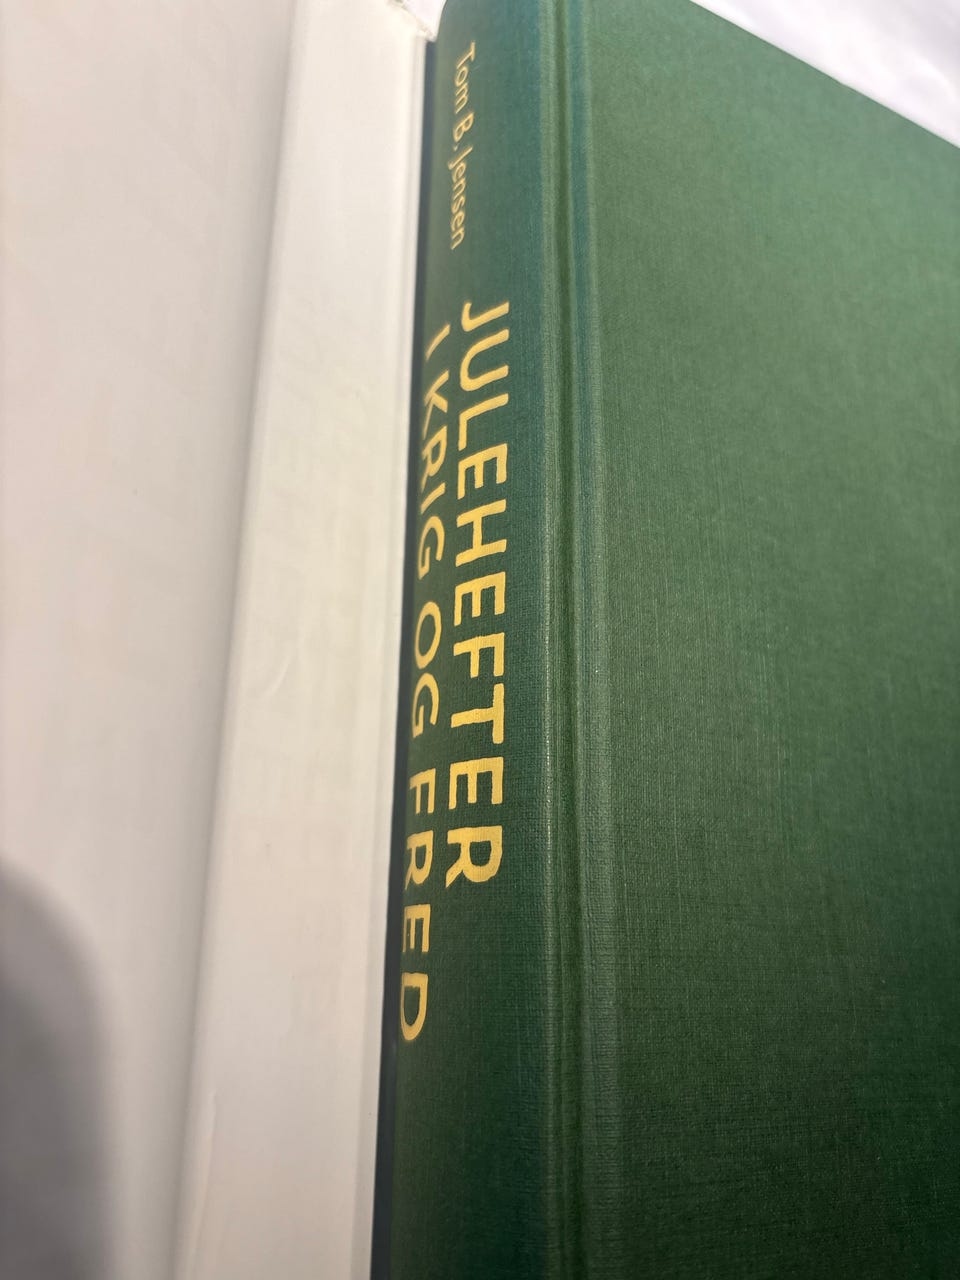 Tom B. Jensen
JULEHEFTER
I KRIG OG FRED